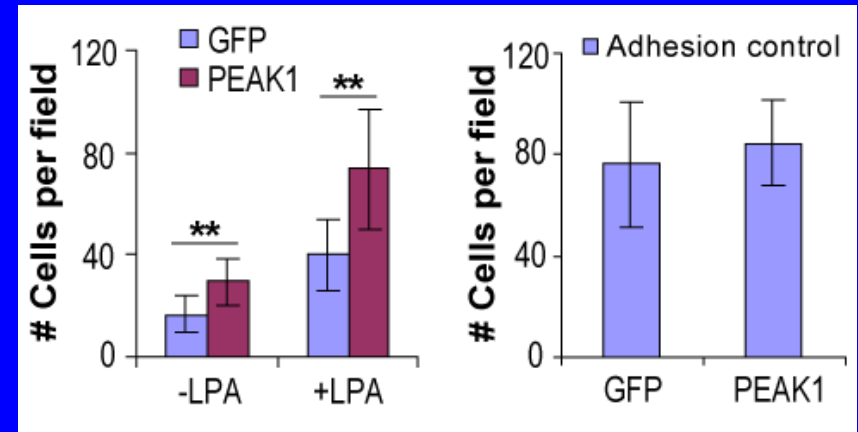 # Cells per field
120
80
40
0
GFP
PEAK1
**
**
-LPA
+LPA
# Cells per field
120
80
40
0
Adhesion control
GFP
PEAK1